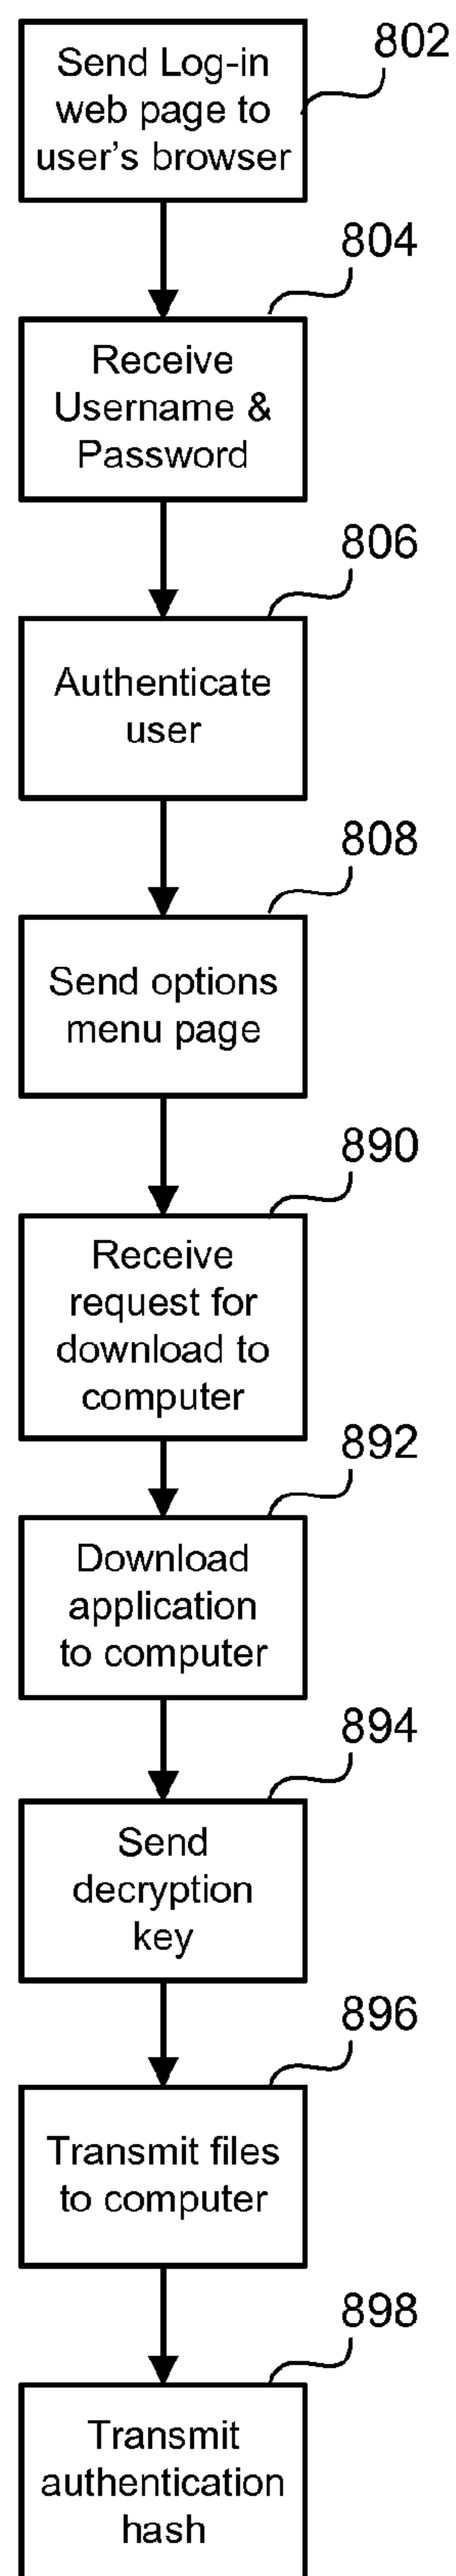 802
Send Log-in
web page to
user's browser
804
Receive
Username &
Password
806
Authenticate
user
808
Send options
menu page
890
Receive
request for
download to
computer
892
Download
application
to computer
894
Send
decryption
key
896
Transmit files
to computer
898
Transmit
authentication
hash